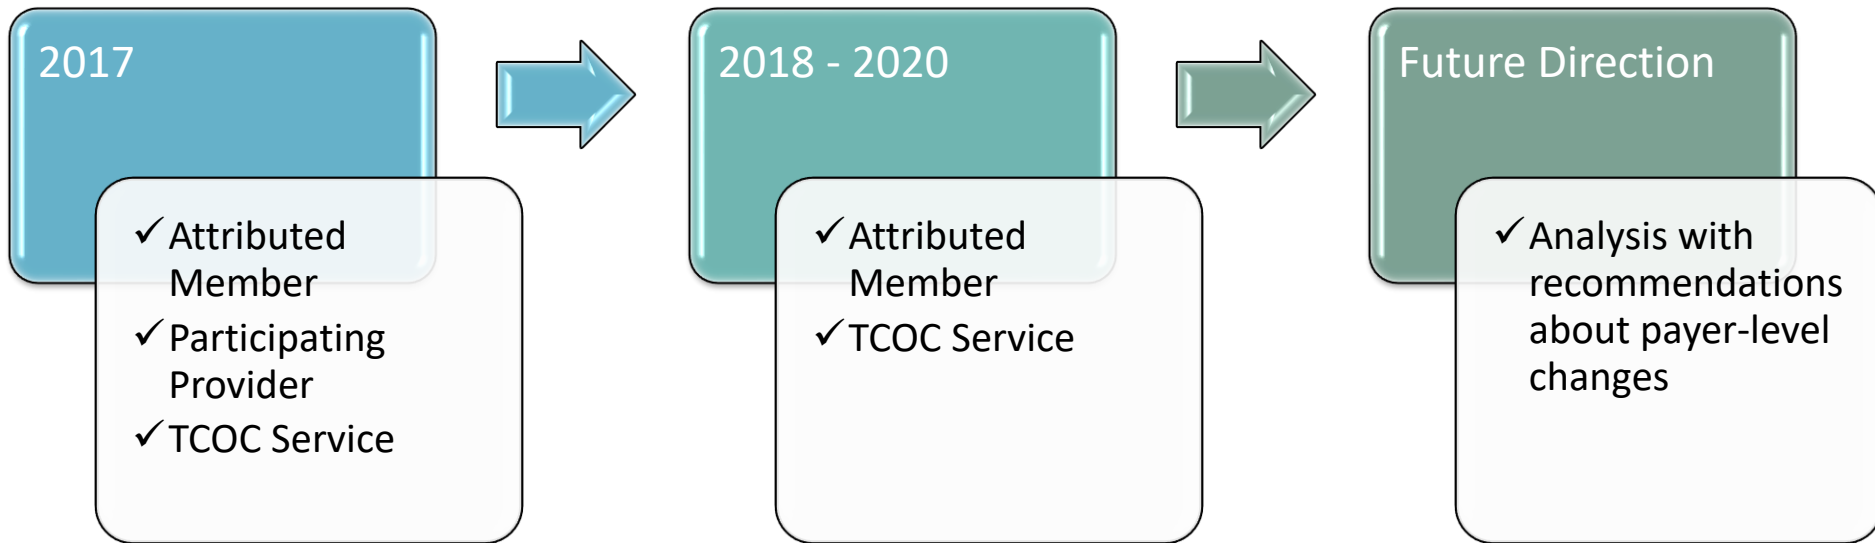 2017
✓ Attributed
Member
✓ Participating
Provider
✓ TCOC Service
2018 - 2020
✓ Attributed
Member
✓ TCOC Service
Future Direction
✓ Analysis with
recommendations
about payer-level
changes